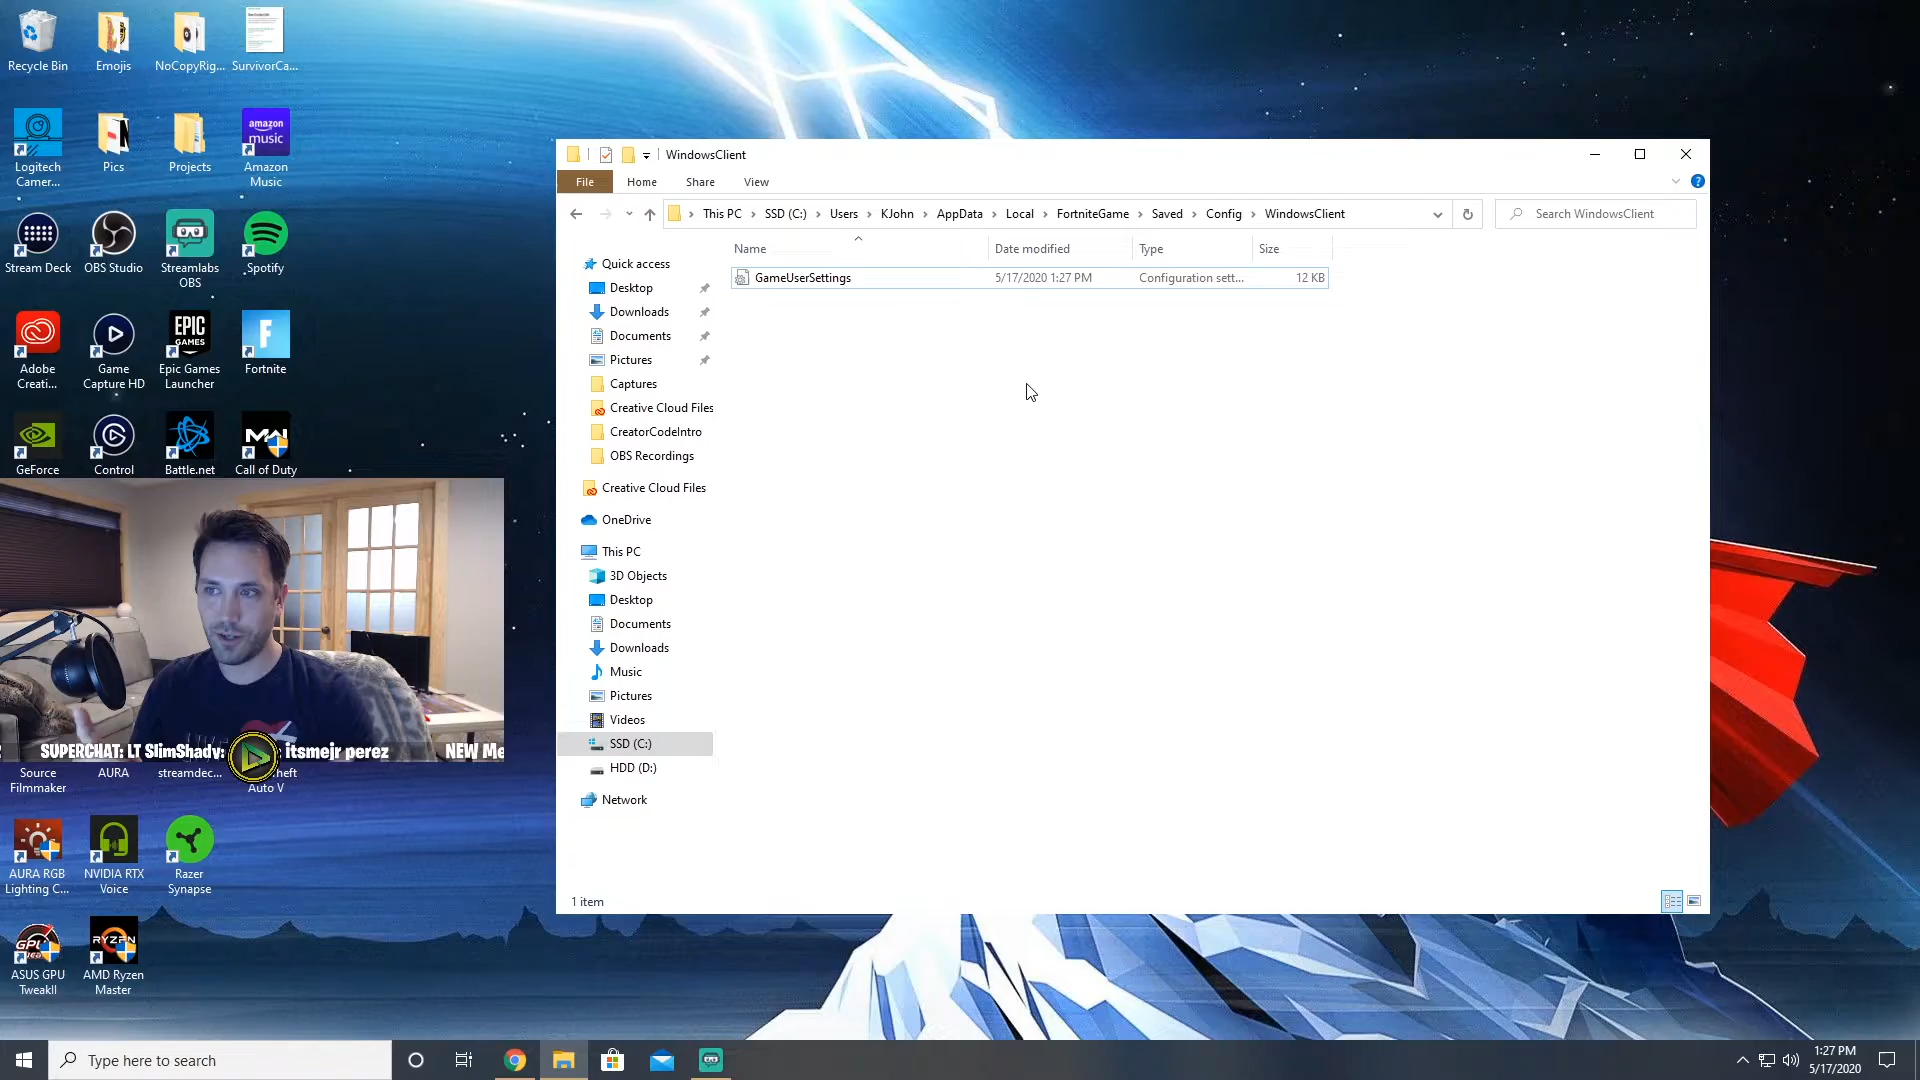 Recycle Bin
Emojis
NoCopyRig...
SurvivorCa...
Logitech
Camer...
Pics
Projects
amazon
music
Amazon
Music
Stream Deck
OBS Studio
Streamlabs
OBS
Spotify
Adobe
Creati...
Game
Capture HD
EPIC
GAMES
Epic Games
Launcher
F
Fortnite
GeForce
Control
Battle.net
MW
Call of Duty
SUPERCHAT: LT SlimShady:
itsmejr perez
NEW Me
Source
Filmmaker
AURA
streamdec...
heft
Auto V
AURA RGB
Lighting C...
NVIDIA RTX
Voice
Razer
Synapse
ASUS GPU
TweakII
RYZEN
AMD Ryzen
Master
WindowsClient
File
Home
Share
View
This PC
SSD (C:)
Users
KJohn
AppData
Local
FortniteGame
Saved
Config
WindowsClient
Search WindowsClient
Name
Date modified
Type
Size
GameUserSettings
5/17/2020 1:27 PM
Configuration sett...
12 KB
Quick access
Desktop
Downloads
Documents
Pictures
Captures
Creative Cloud Files
CreatorCodeIntro
OBS Recordings
Creative Cloud Files
OneDrive
This PC
3D Objects
Desktop
Documents
Downloads
Music
Pictures
Videos
SSD (C:)
HDD (D:)
Network
1 item
Type here to search
1:27 PM
5/17/2020